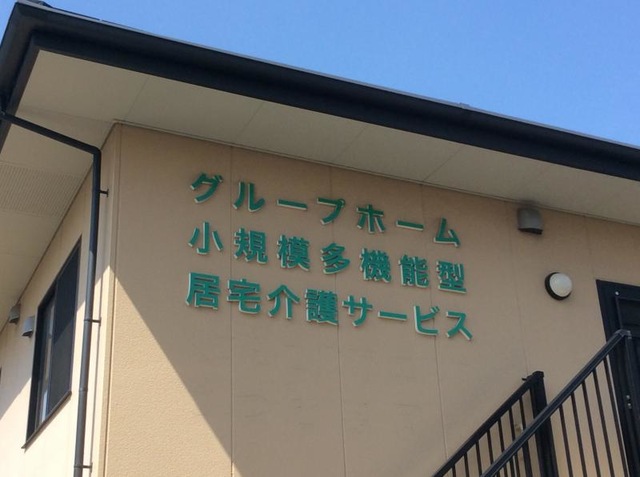 グループホーム
小規模多機能型
居宅介護サービス